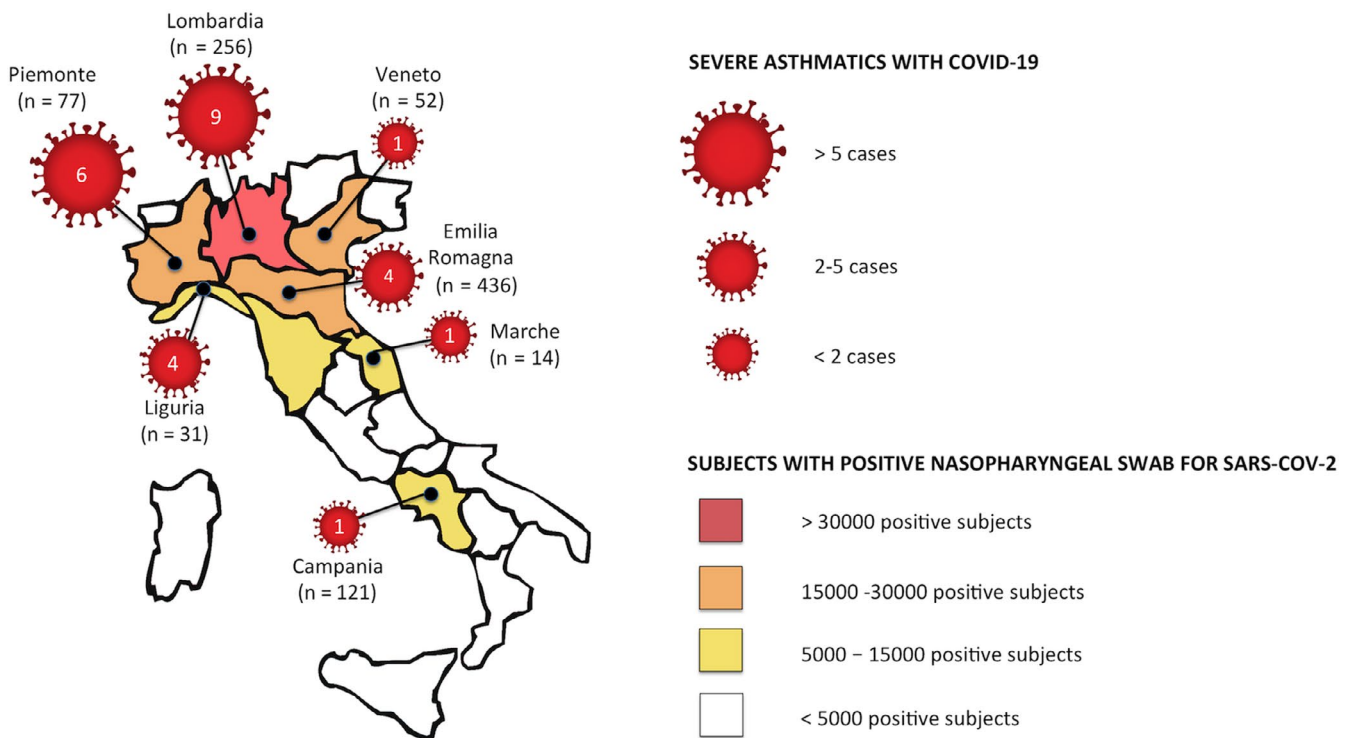 Lombardia
(n = 256)
Piemonte
(n = 77)
Veneto
(n = 52)
9
1
6
Emilia
Romagna
(n = 436)
4
1
Marche
(n = 14)
4
Liguria
(n = 31)
1
Campania
(n = 121)
SEVERE ASTHMATICS WITH COVID-19
> 5 cases
2-5 cases
< 2 cases
SUBJECTS WITH POSITIVE NASOPHARYNGEAL SWAB FOR SARS-COV-2
> 30000 positive subjects
15000 -30000 positive subjects
5000 – 15000 positive subjects
< 5000 positive subjects